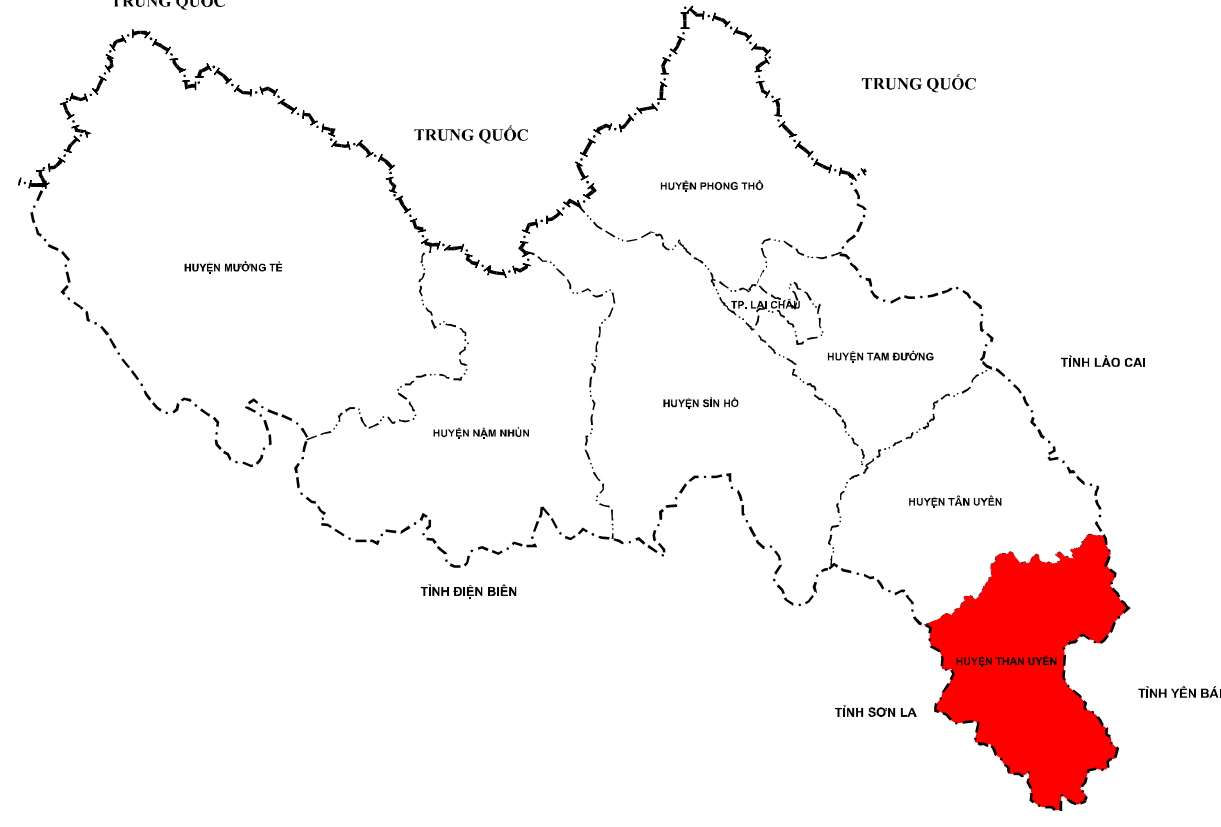 TRUNG QUỐC
TRUNG QUỐC
TRUNG QUỐC
HUYỆN PHONG THỔ
HUYỆN MƯỜNG TÈ
TP. LAI CHÂU
HUYỆN TAM ĐƯỜNG
TỈNH LÀO CAI
HUYỆN SÌN HỒ
HUYỆN NẬM NHÙN
HUYỆN TÂN UYÊN
TỈNH ĐIỆN BIÊN
HUYỆN THAN UYÊN
TỈNH YÊN BÁI
TỈNH SƠN LA